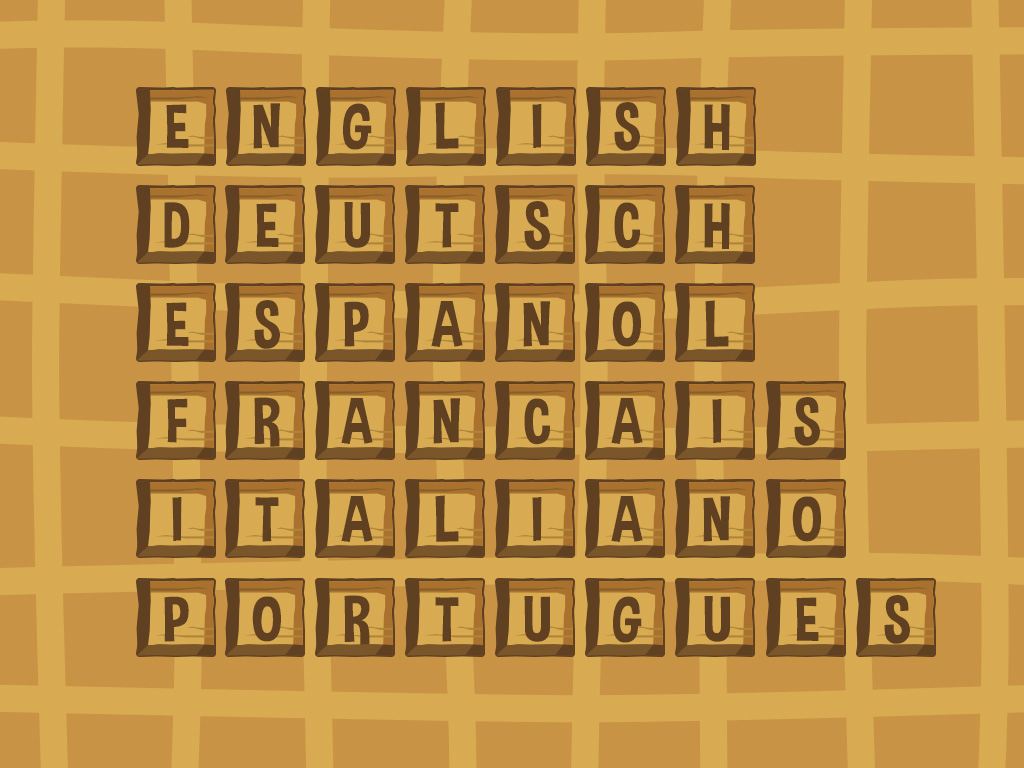 ENGLISH
DEUTSCH
ESPANOL
FRANCAIS
ITALIANO
PORTUGUES